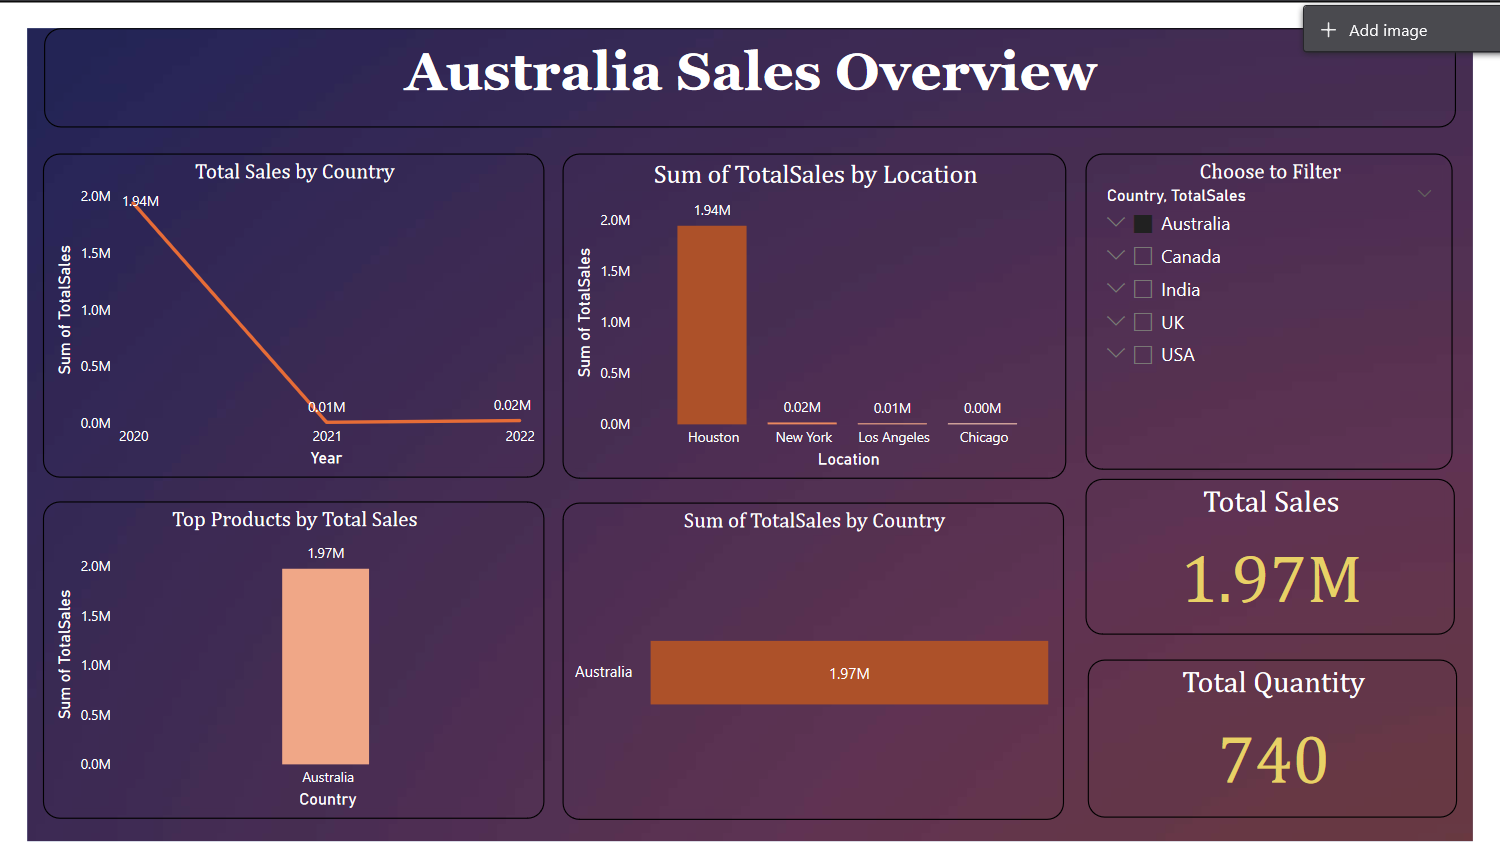 Add image
Australia Sales Overview
Total Sales by Country
Sum of TotalSales
2.0M
1.5M
1.0M
0.5M
0.0M
1.94M
0.01M
0.02M
2020
2021
2022
Year
Sum of TotalSales by Location
Sum of TotalSales
2.0M
1.5M
1.0M
0.5M
0.0M
1.94M
0.02M
0.01M
0.00M
Houston
New York
Los Angeles
Chicago
Location
Choose to Filter
Country, TotalSales
Australia
Canada
India
UK
USA
Top Products by Total Sales
Sum of TotalSales
2.0M
1.5M
1.0M
0.5M
0.0M
1.97M
Australia
Country
Sum of TotalSales by Country
Australia
1.97M
Total Sales
1.97M
Total Quantity
740